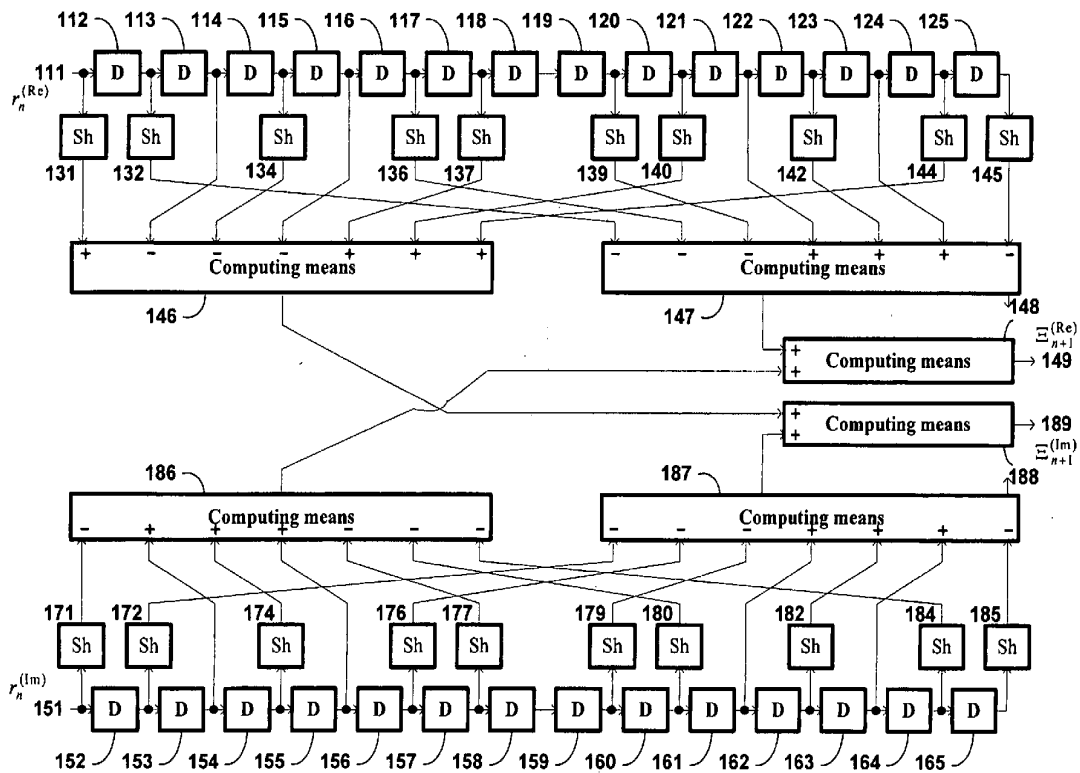 112 113 114 115 116 117 118 119 120 121 122 123 124 125
111 D D D D D D D D D D D D D D
r_n^(Re)
Sh Sh Sh Sh Sh Sh Sh Sh Sh Sh
131 132 134 136 137 139 140 142 144 145
+ − − − + + + − − − + + + −
Computing means Computing means
146 147 148
Ξ_{n+1}^(Re)
+
Computing means 149
+
+
Computing means 189
+
Ξ_{n+1}^(Im)
186 187 188
Computing means Computing means
− + + + − − − − − − + + + −
171 172 174 176 177 179 180 182 184 185
Sh Sh Sh Sh Sh Sh Sh Sh Sh Sh
r_n^(Im)
151 D D D D D D D D D D D D D D
152 153 154 155 156 157 158 159 160 161 162 163 164 165